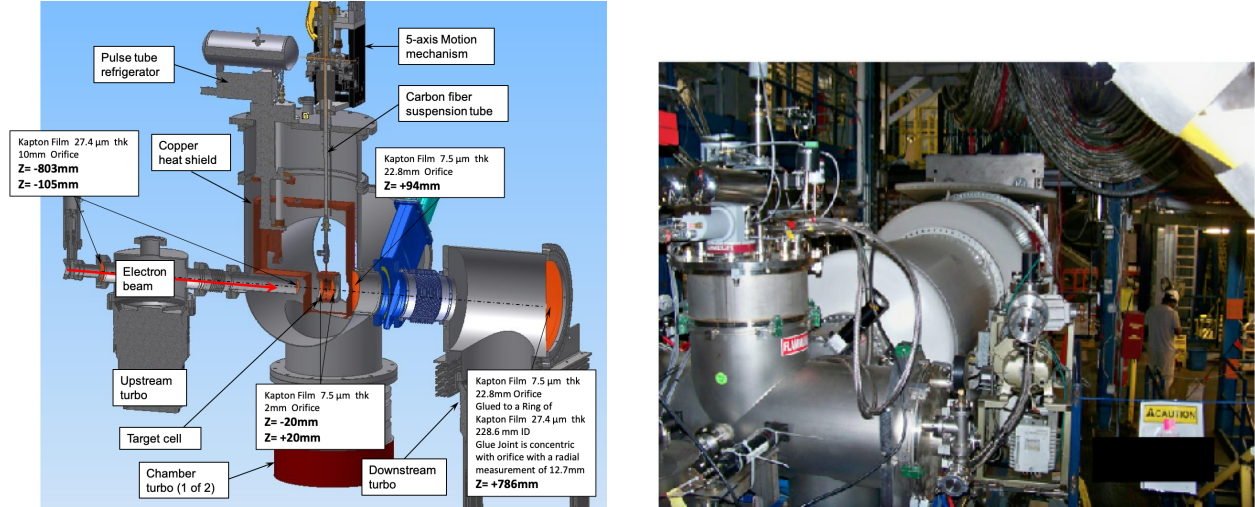 5-axis Motion
mechanism
Pulse tube
refrigerator
Carbon fiber
suspension tube
Kapton Film 27.4 µm thk
10mm Orifice
Z= -803mm
Z= -105mm
Copper
heat shield
Kapton Film 7.5 µm thk
22.8mm Orifice
Z= +94mm
Electron
beam
Upstream
turbo
Target cell
Kapton Film 7.5 µm thk
2mm Orifice
Z= -20mm
Z= +20mm
Chamber
turbo (1 of 2)
Downstream
turbo
Kapton Film 7.5 µm thk
22.8mm Orifice
Glued to a Ring of
Kapton Film 27.4 µm thk
228.6 mm ID
Glue Joint is concentric
with orifice with a radial
measurement of 12.7mm
Z= +786mm
CAUTION